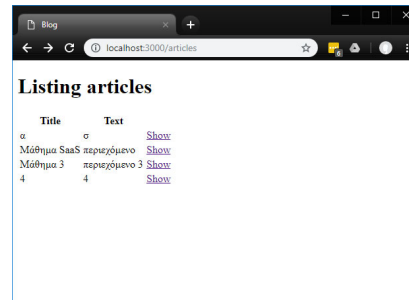 Blog
localhost:3000/articles
6
Listing articles
Title Text
α σ Show
Μάθημα SaaS περιεχόμενο Show
Μάθημα 3 περιεχόμενο 3 Show
4 4 Show